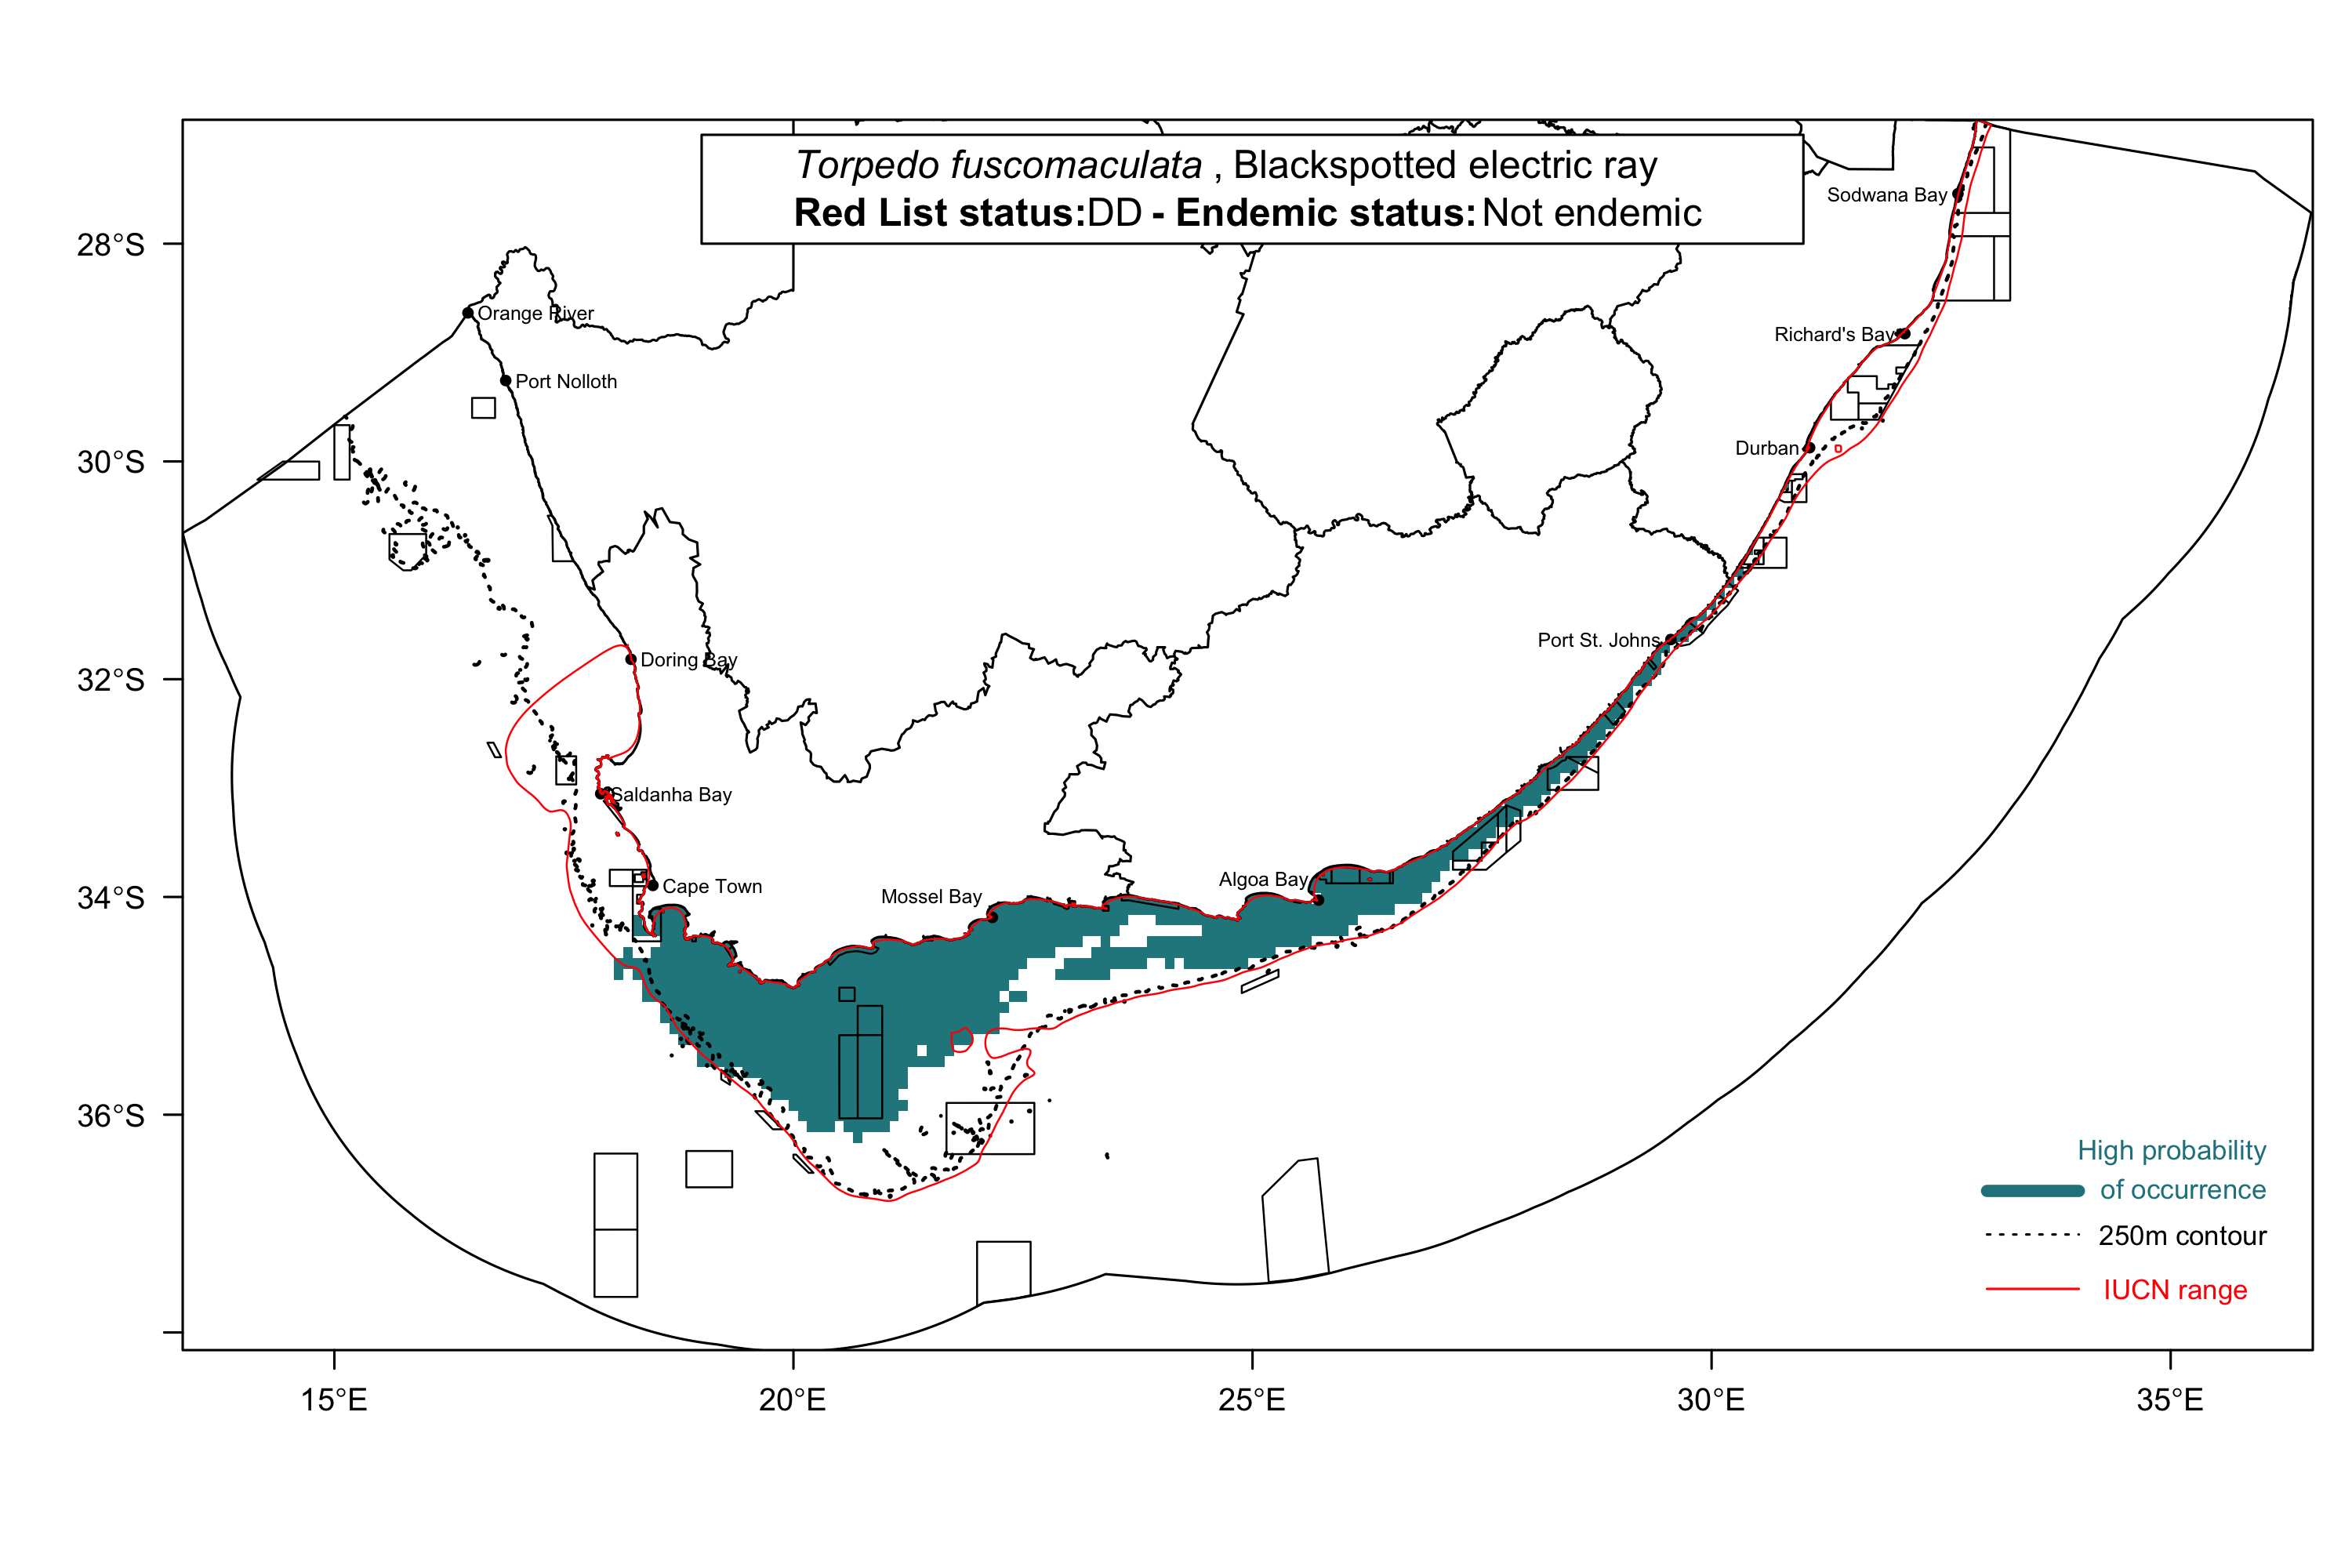 Torpedo fuscomaculata , Blackspotted electric ray
Red List status:DD - Endemic status: Not endemic
Sodwana Bay
28°S
Orange River
Richard's Bay
Port Nolloth
Durban
30°S
Port St. Johns
Doring Bay
32°S
Saldanha Bay
Cape Town
Algoa Bay
Mossel Bay
34°S
36°S
High probability
of occurrence
250m contour
IUCN range
15°E
20°E
25°E
30°E
35°E